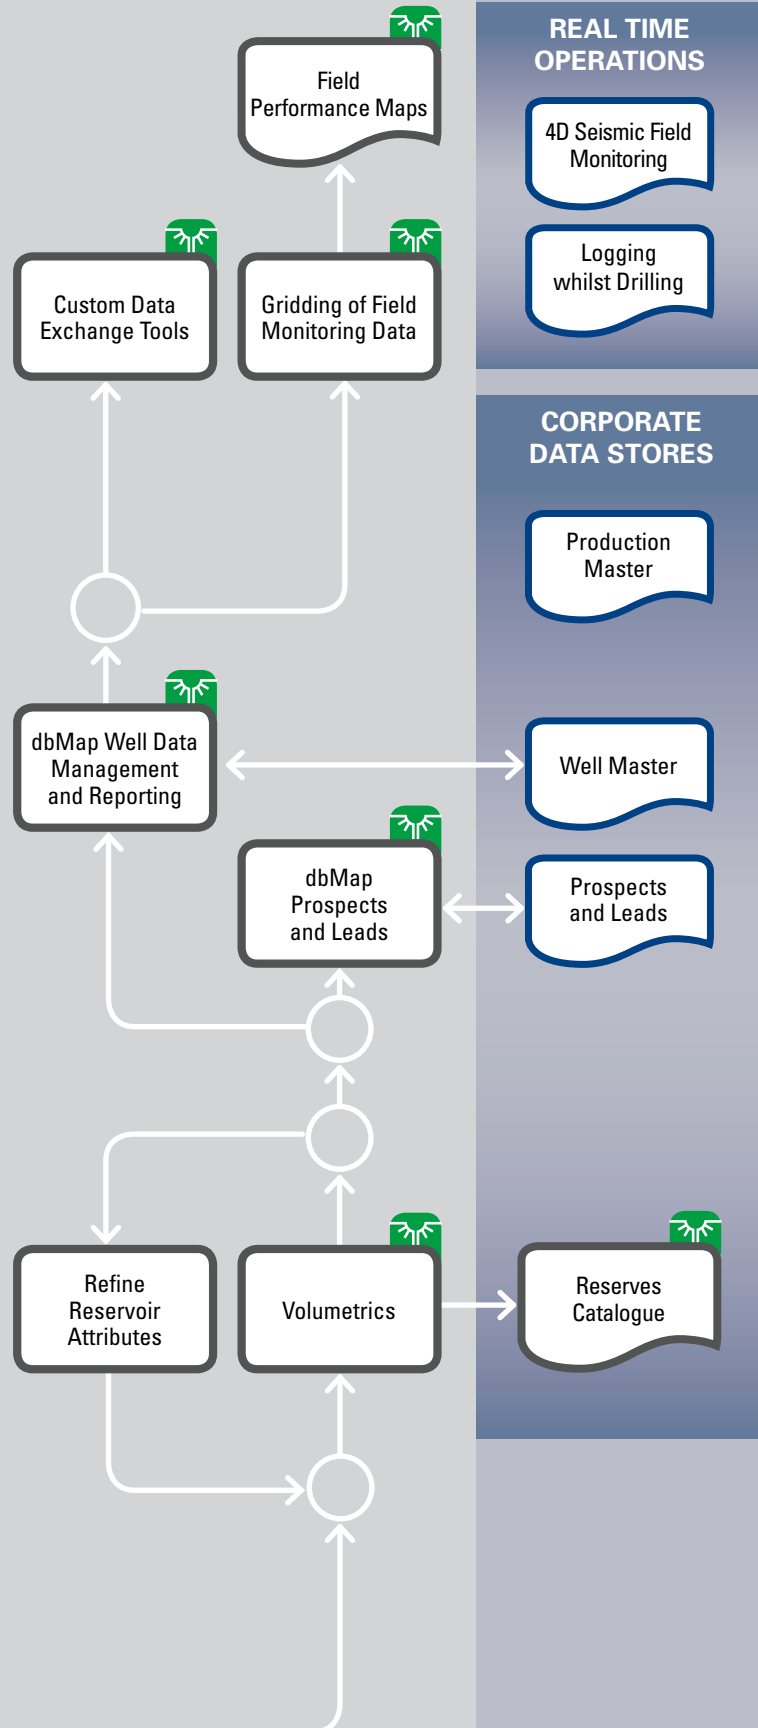 Field
Performance Maps
Custom Data
Exchange Tools
Gridding of Field
Monitoring Data
dbMap Well Data
Management
and Reporting
dbMap
Prospects
and Leads
Refine
Reservoir
Attributes
Volumetrics
REAL TIME
OPERATIONS
4D Seismic Field
Monitoring
Logging
whilst Drilling
CORPORATE
DATA STORES
Production
Master
Well Master
Prospects
and Leads
Reserves
Catalogue